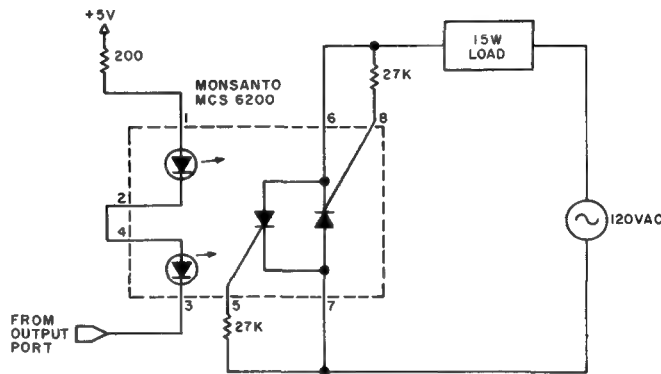 +5V
200
MONSANTO
MCS 6200
1
6
8
27K
15W
LOAD
120VAC
2
4
3
5
7
27K
FROM
OUTPUT
PORT